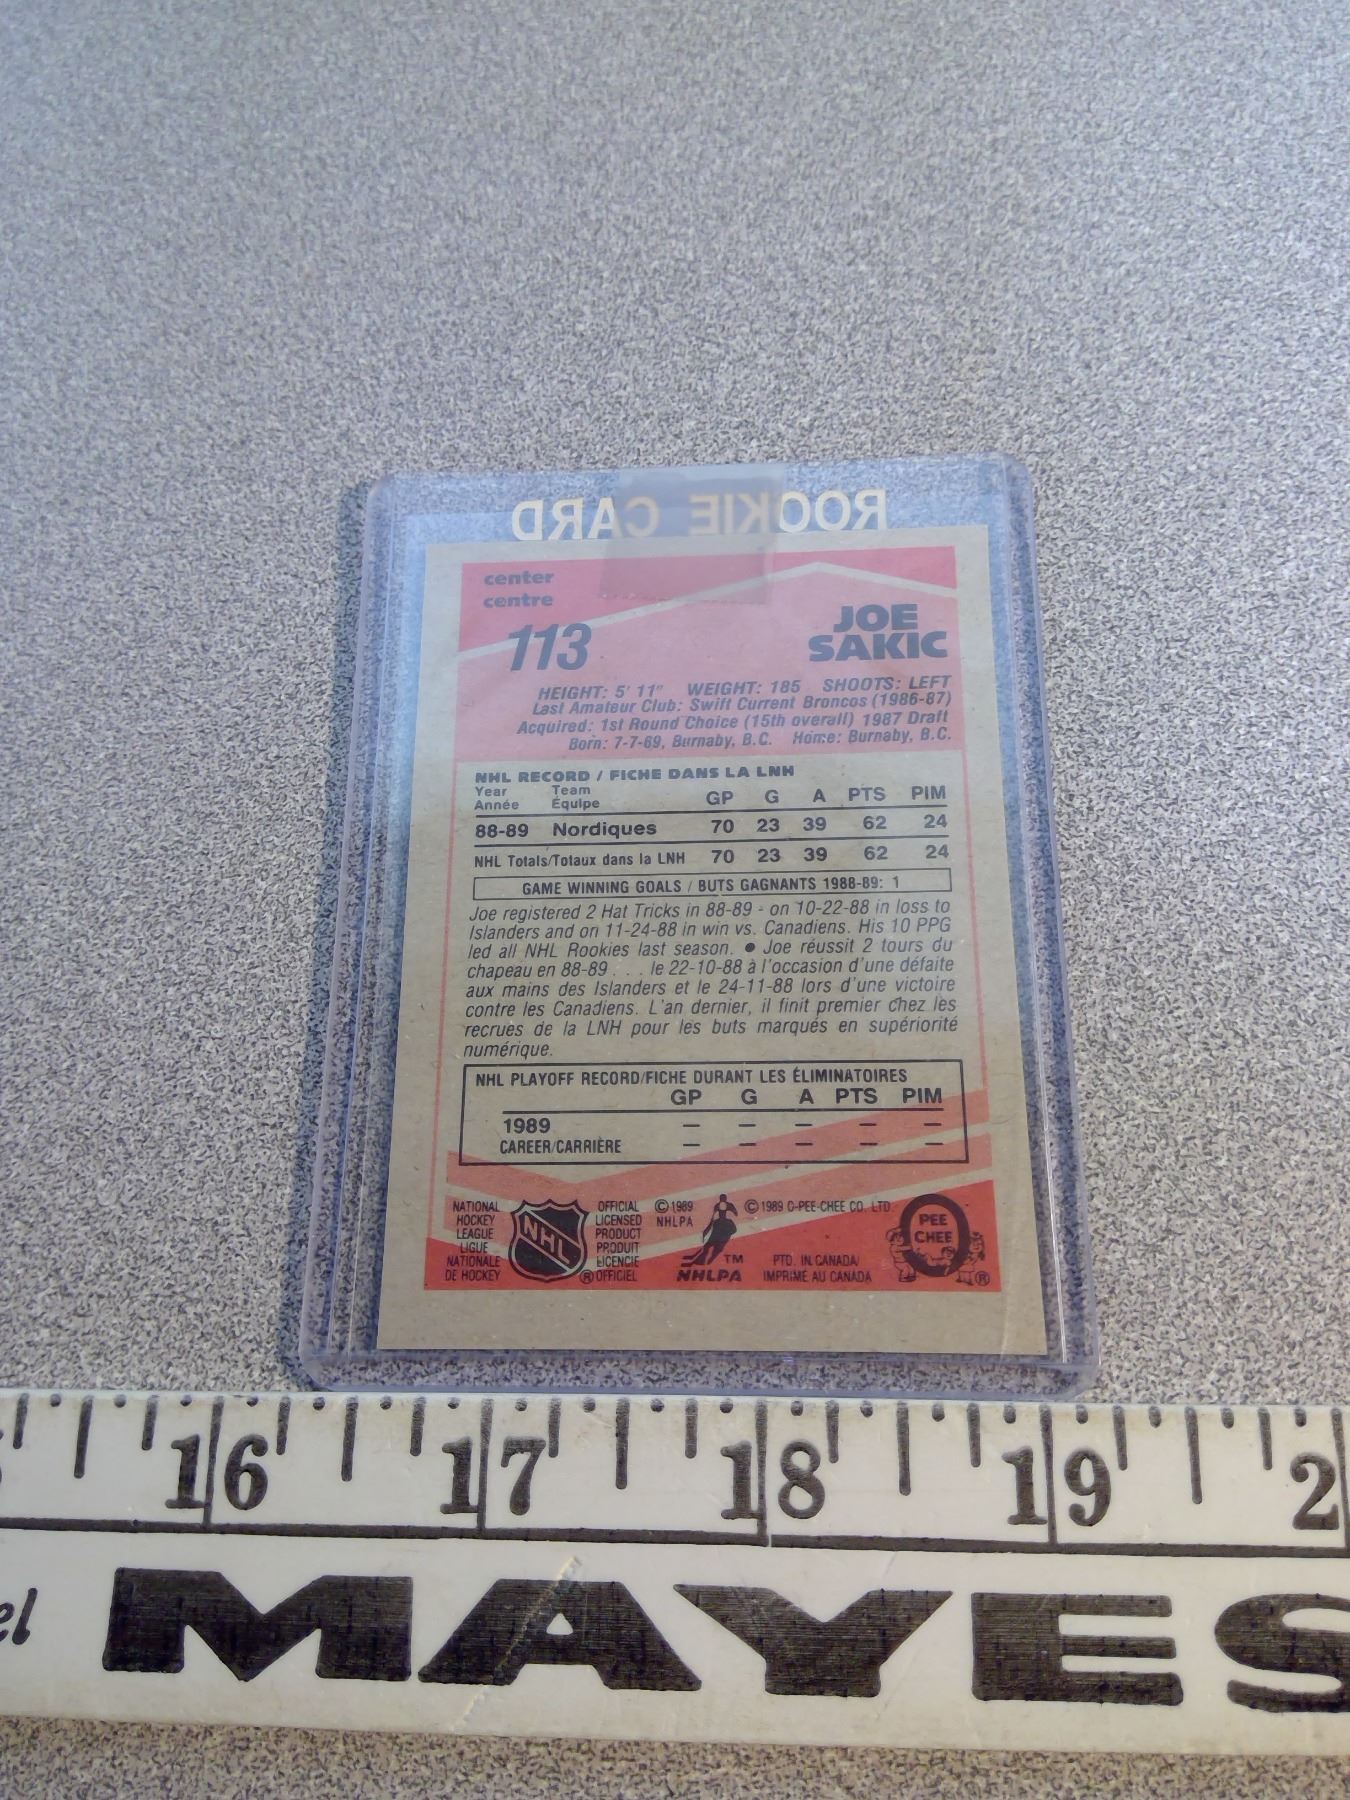 ROOKIE CARD
center
centre
113
JOE
SAKIC
HEIGHT: 5' 11" WEIGHT: 185 SHOOTS: LEFT
Last Amateur Club: Swift Current Broncos (1986-87)
Acquired: 1st Round Choice (15th overall) 1987 Draft
Born: 7-7-69, Burnaby, B.C. Home: Burnaby, B.C.
NHL RECORD / FICHE DANS LA LNH
Year Team
Année Équipe GP G A PTS PIM
88-89 Nordiques 70 23 39 62 24
NHL Totals/Totaux dans la LNH 70 23 39 62 24
GAME WINNING GOALS / BUTS GAGNANTS 1988-89: 1
Joe registered 2 Hat Tricks in 88-89 - on 10-22-88 in loss to
Islanders and on 11-24-88 in win vs. Canadiens. His 10 PPG
led all NHL Rookies last season. ● Joe réussit 2 tours du
chapeau en 88-89 . . . le 22-10-88 à l'occasion d'une défaite
aux mains des Islanders et le 24-11-88 lors d'une victoire
contre les Canadiens. L'an dernier, il finit premier chez les
recrues de la LNH pour les buts marqués en supériorité
numérique.
NHL PLAYOFF RECORD/FICHE DURANT LES ÉLIMINATOIRES
GP G A PTS PIM
1989 — — — — —
CAREER/CARRIÈRE — — — — —
NATIONAL
HOCKEY
LEAGUE
LIGUE
NATIONALE
DE HOCKEY
NHL
®
OFFICIAL
LICENSED
PRODUCT
PRODUIT
LICENCIE
OFFICIEL
©1989
NHLPA
TM
NHLPA
©1989 O-PEE-CHEE CO. LTD.
PTD. IN CANADA/
IMPRIMÉ AU CANADA
PEE
CHEE
®
16 17 18 19 2
el MAYES